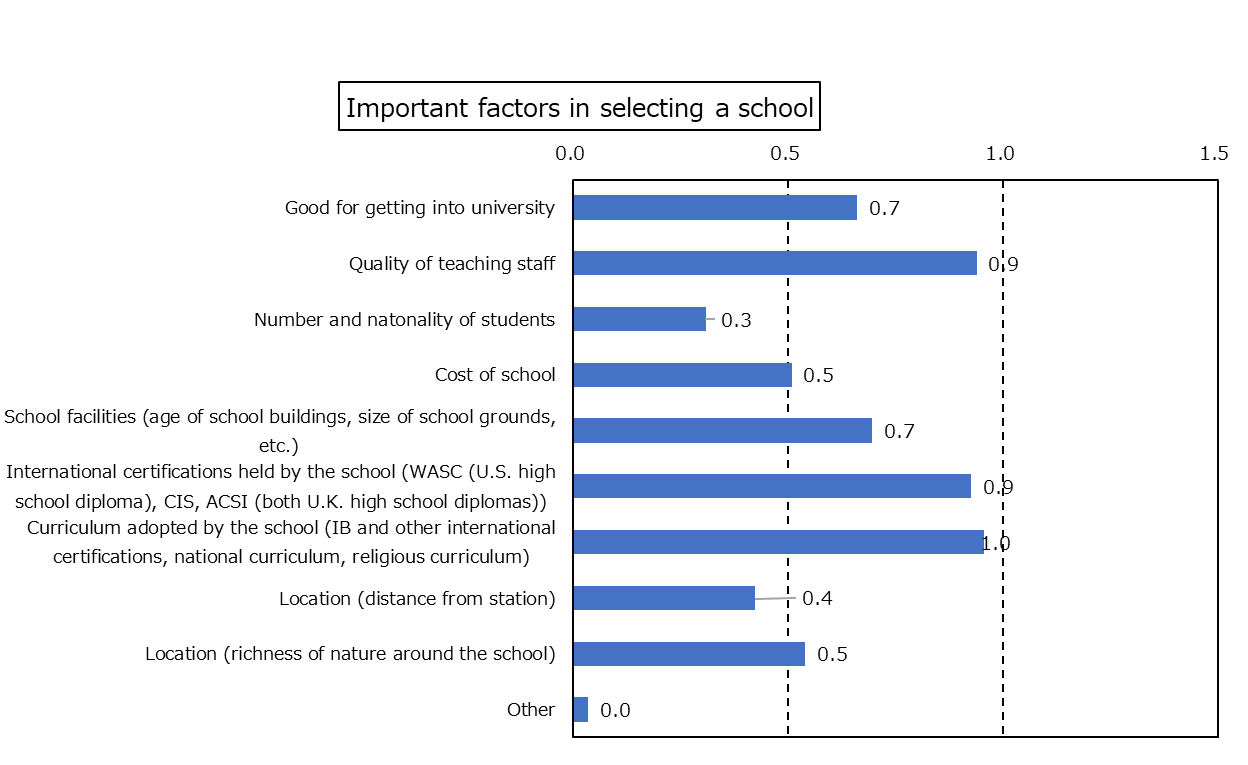 Important factors in selecting a school
0.0 0.5 1.0 1.5
Good for getting into university 0.7
Quality of teaching staff 0.9
Number and natonality of students 0.3
Cost of school 0.5
School facilities (age of school buildings, size of school grounds,
etc.) 0.7
International certifications held by the school (WASC (U.S. high
school diploma), CIS, ACSI (both U.K. high school diplomas)) 0.9
Curriculum adopted by the school (IB and other international
certifications, national curriculum, religious curriculum) 1.0
Location (distance from station) 0.4
Location (richness of nature around the school) 0.5
Other 0.0